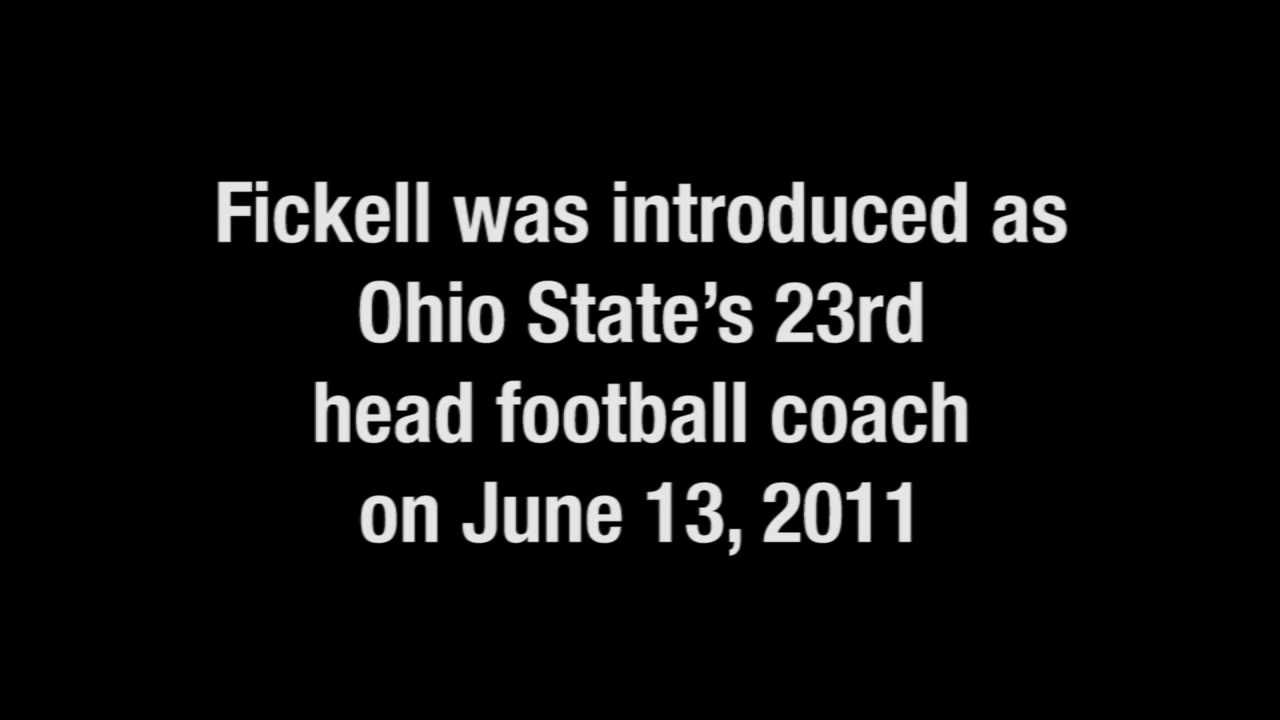 Fickell was introduced as
Ohio State’s 23rd
head football coach
on June 13, 2011